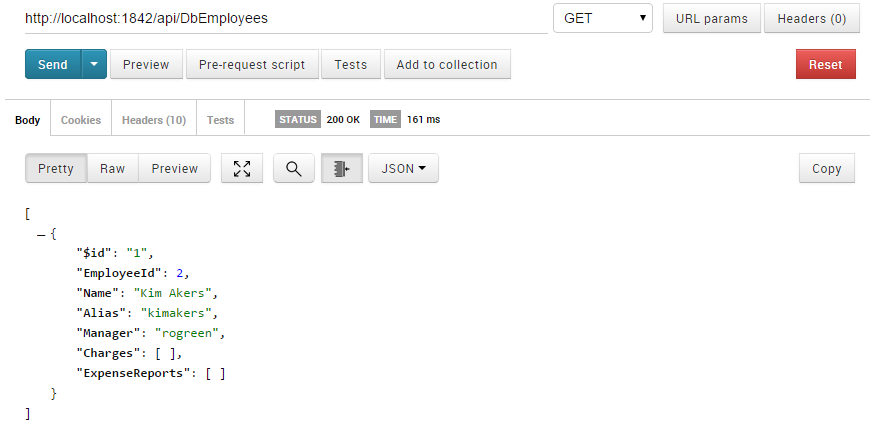 http://localhost:1842/api/DbEmployees GET URL params Headers (0)
Send Preview Pre-request script Tests Add to collection Reset
Body Cookies Headers (10) Tests STATUS 200 OK TIME 161 ms
Pretty Raw Preview JSON Copy
[
{
"$id": "1",
"EmployeeId": 2,
"Name": "Kim Akers",
"Alias": "kimakers",
"Manager": "rogreen",
"Charges": [ ],
"ExpenseReports": [ ]
}
]